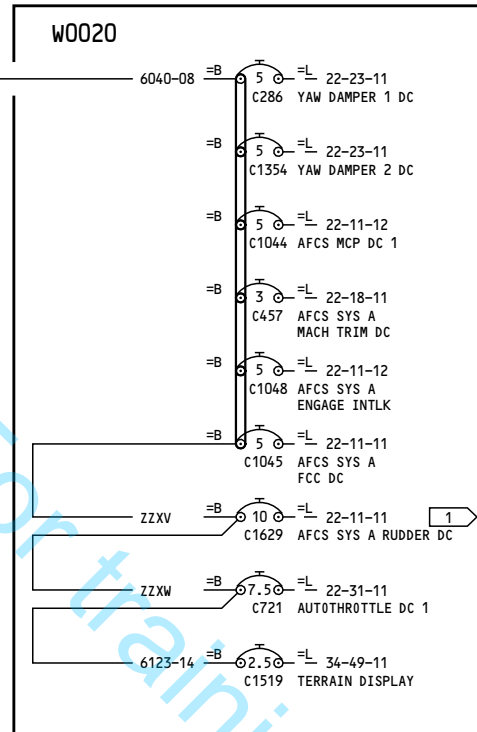 W0020
6040-08 =B 5 =L 22-23-11
C286 YAW DAMPER 1 DC
=B 5 =L 22-23-11
C1354 YAW DAMPER 2 DC
=B 5 =L 22-11-12
C1044 AFCS MCP DC 1
=B 3 =L 22-18-11
C457 AFCS SYS A
MACH TRIM DC
=B 5 =L 22-11-12
C1048 AFCS SYS A
ENGAGE INTLK
=B 5 =L 22-11-11
C1045 AFCS SYS A
FCC DC
ZZXV =B 10 =L 22-11-11 1
C1629 AFCS SYS A RUDDER DC
ZZXW =B 7.5 =L 22-31-11
C721 AUTOTHROTTLE DC 1
6123-14 =B 2.5 =L 34-49-11
C1519 TERRAIN DISPLAY
For traini